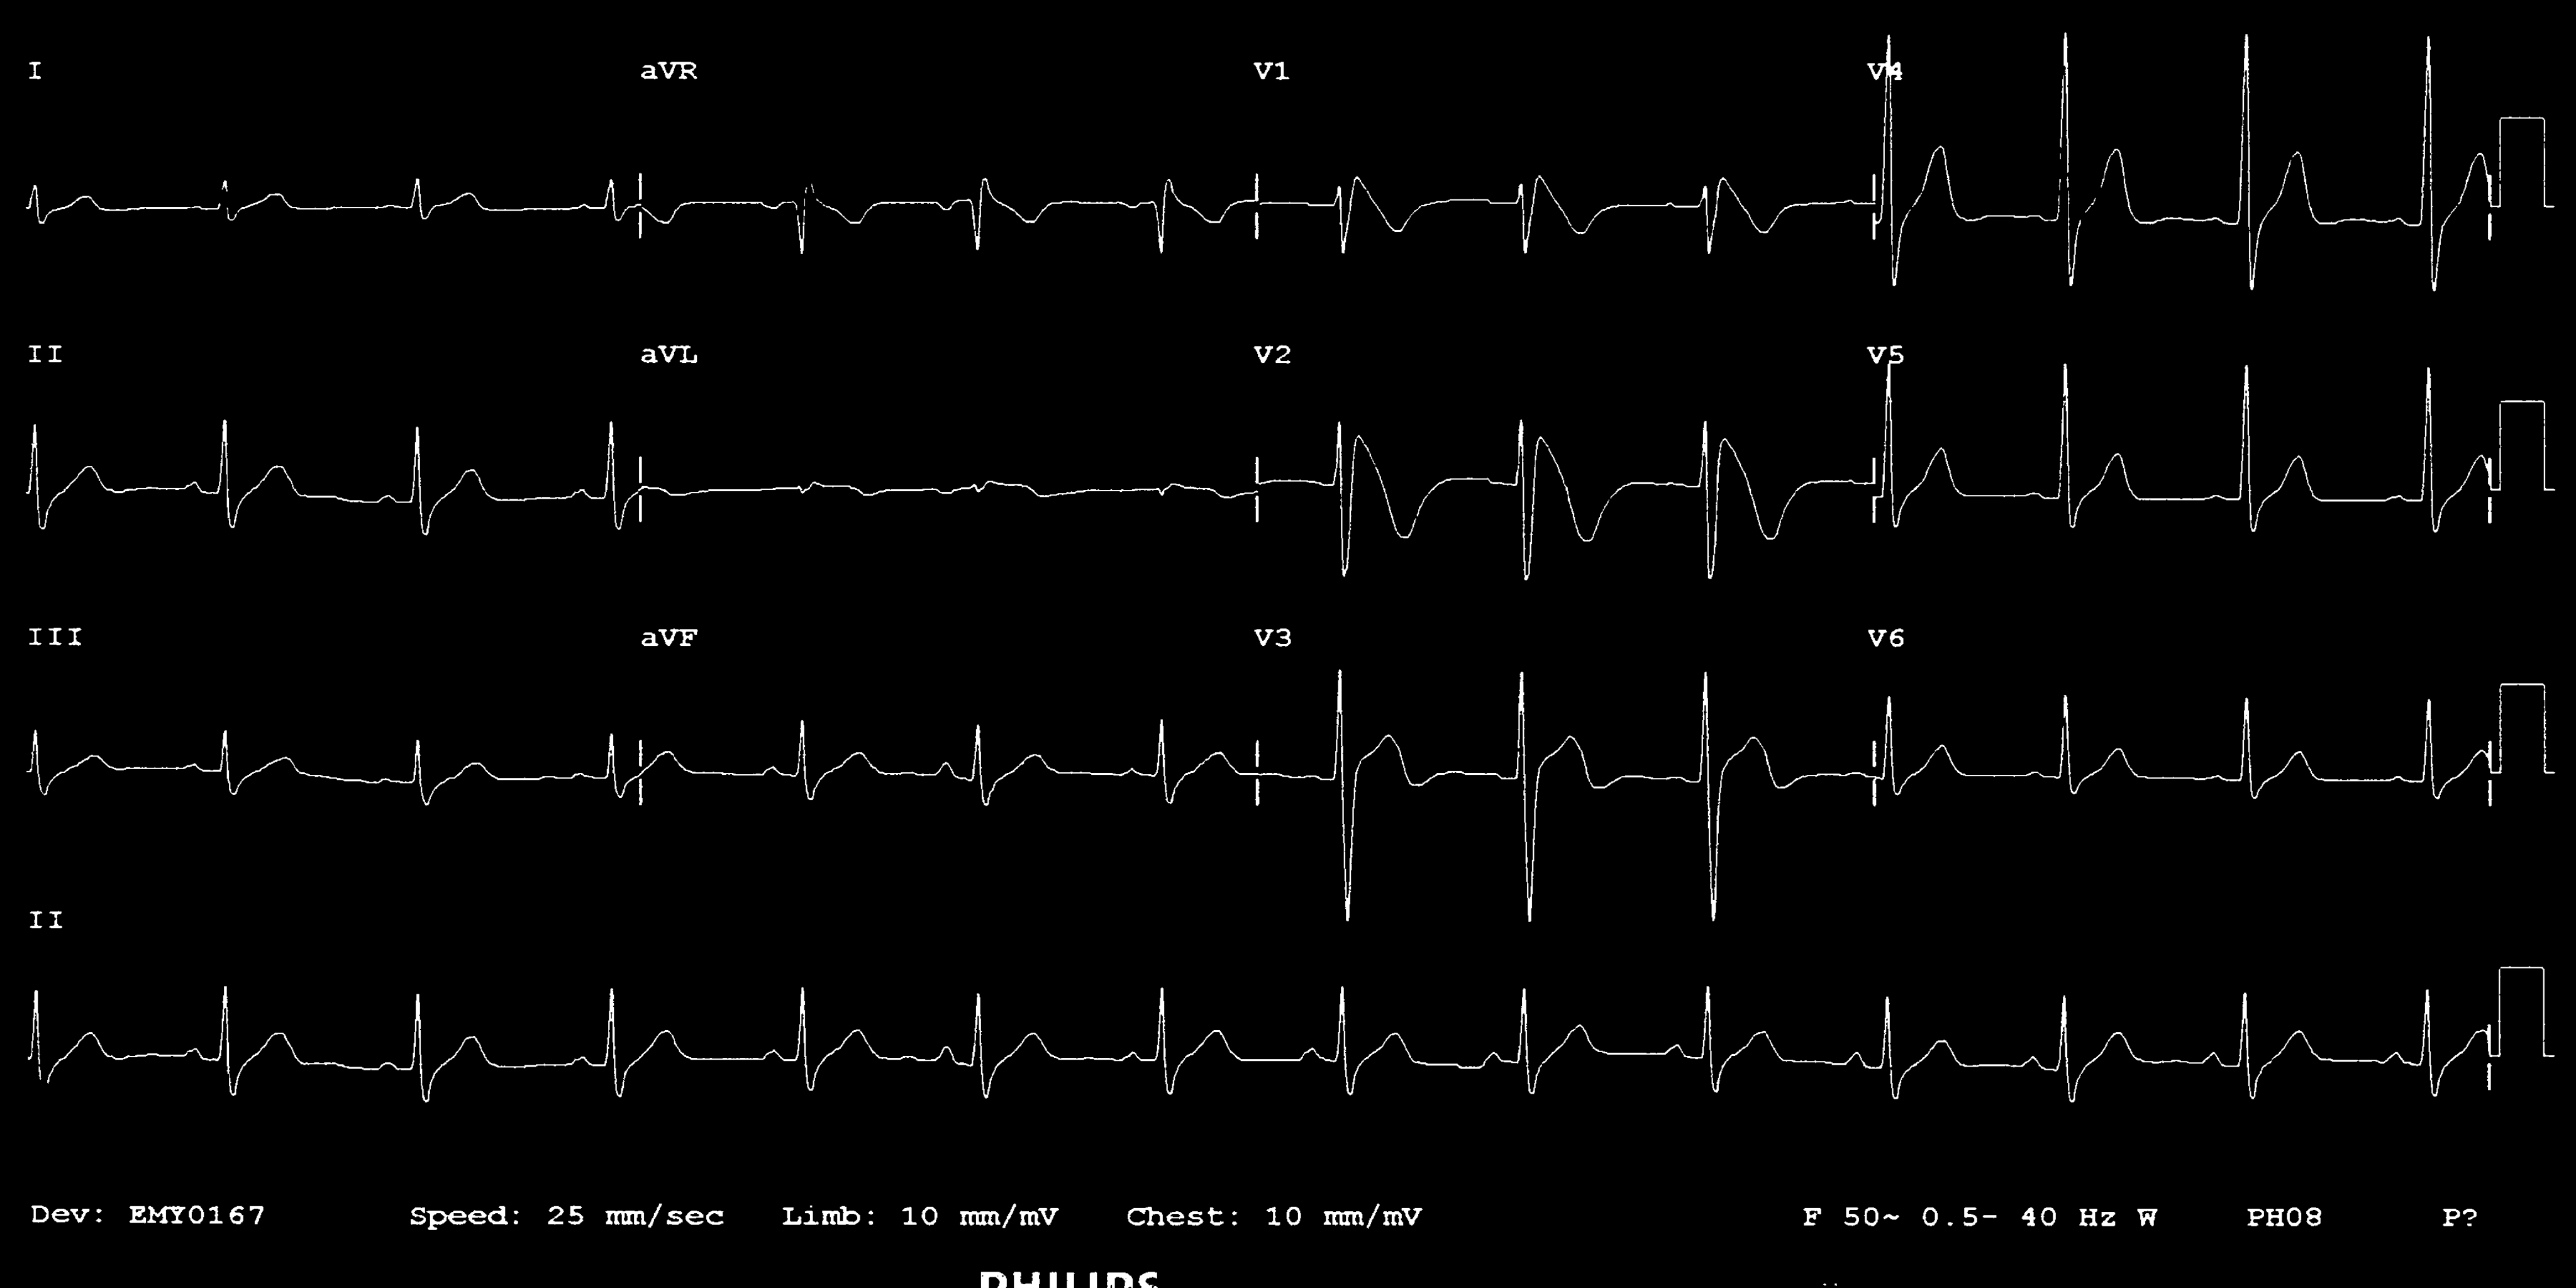 I aVR V1 V4
II aVL V2 V5
III aVF V3 V6
II
Dev: EMY0167 Speed: 25 mm/sec Limb: 10 mm/mV Chest: 10 mm/mV F 50~ 0.5- 40 Hz W PH08 P?
PHILIPS